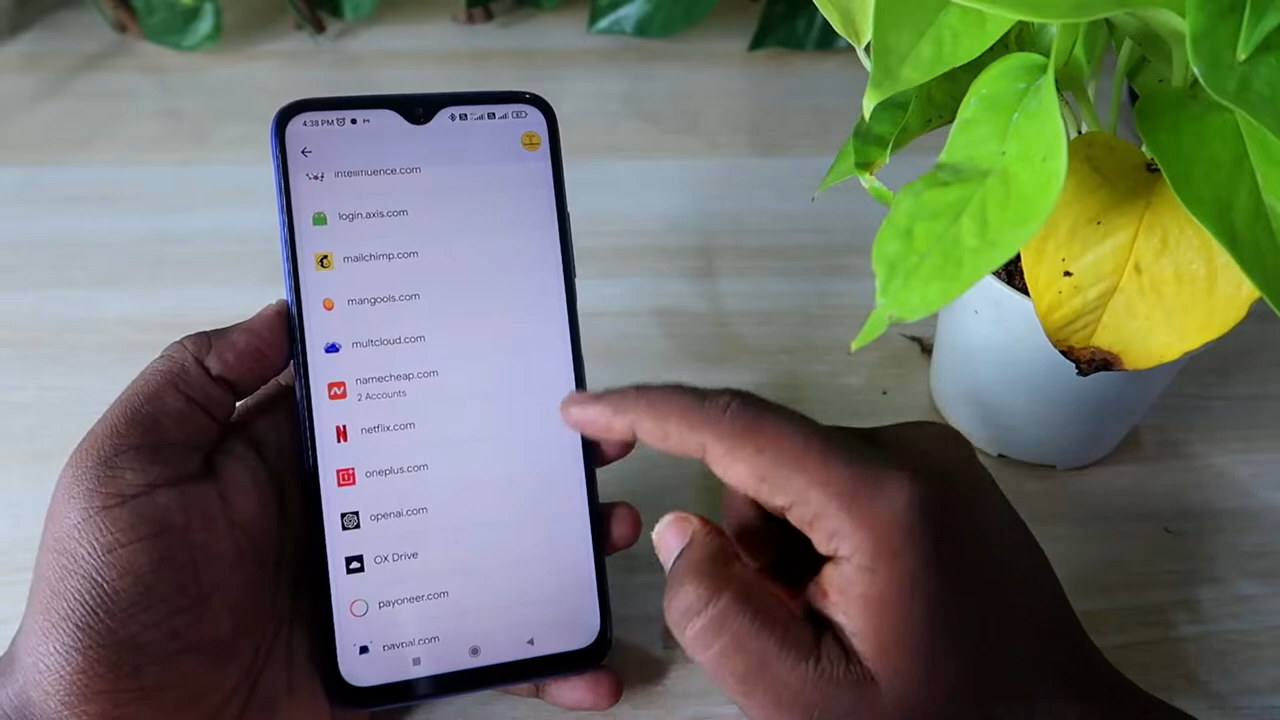 4:38 PM
intellifluence.com
login.axis.com
mailchimp.com
mangools.com
multcloud.com
namecheap.com
2 Accounts
netflix.com
oneplus.com
openai.com
OX Drive
payoneer.com
paypal.com